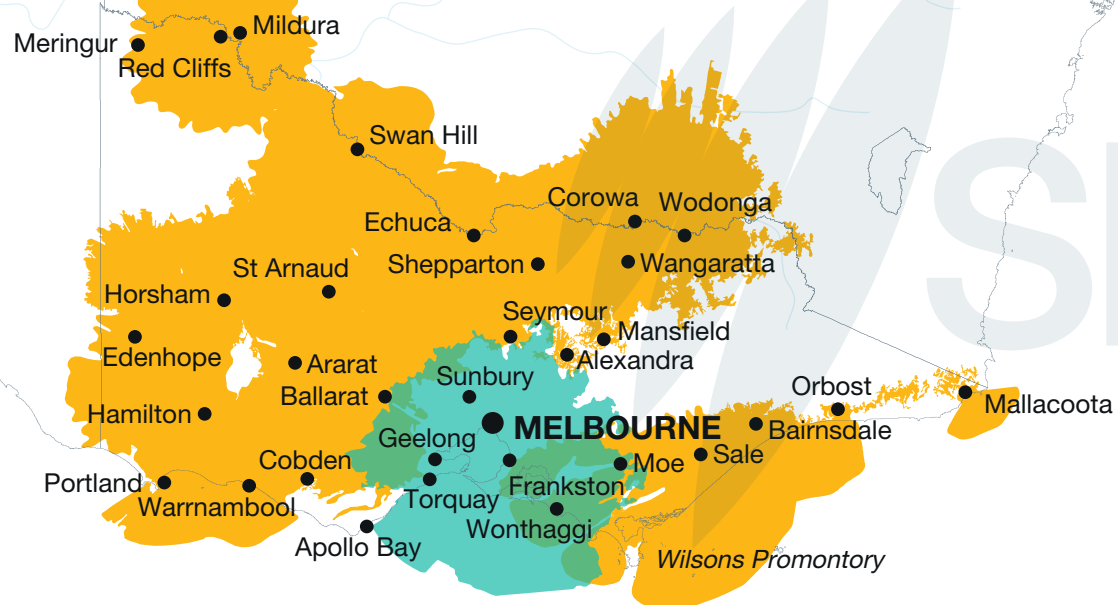 Mildura
Meringur
Red Cliffs
Swan Hill
Corowa
Wodonga
Echuca
Shepparton
Wangaratta
St Arnaud
Horsham
Seymour
Mansfield
Edenhope
Alexandra
Ararat
Sunbury
Orbost
Ballarat
Mallacoota
Hamilton
MELBOURNE
Bairnsdale
Geelong
Sale
Cobden
Moe
Portland
Frankston
Torquay
Warrnambool
Wonthaggi
Apollo Bay
Wilsons Promontory